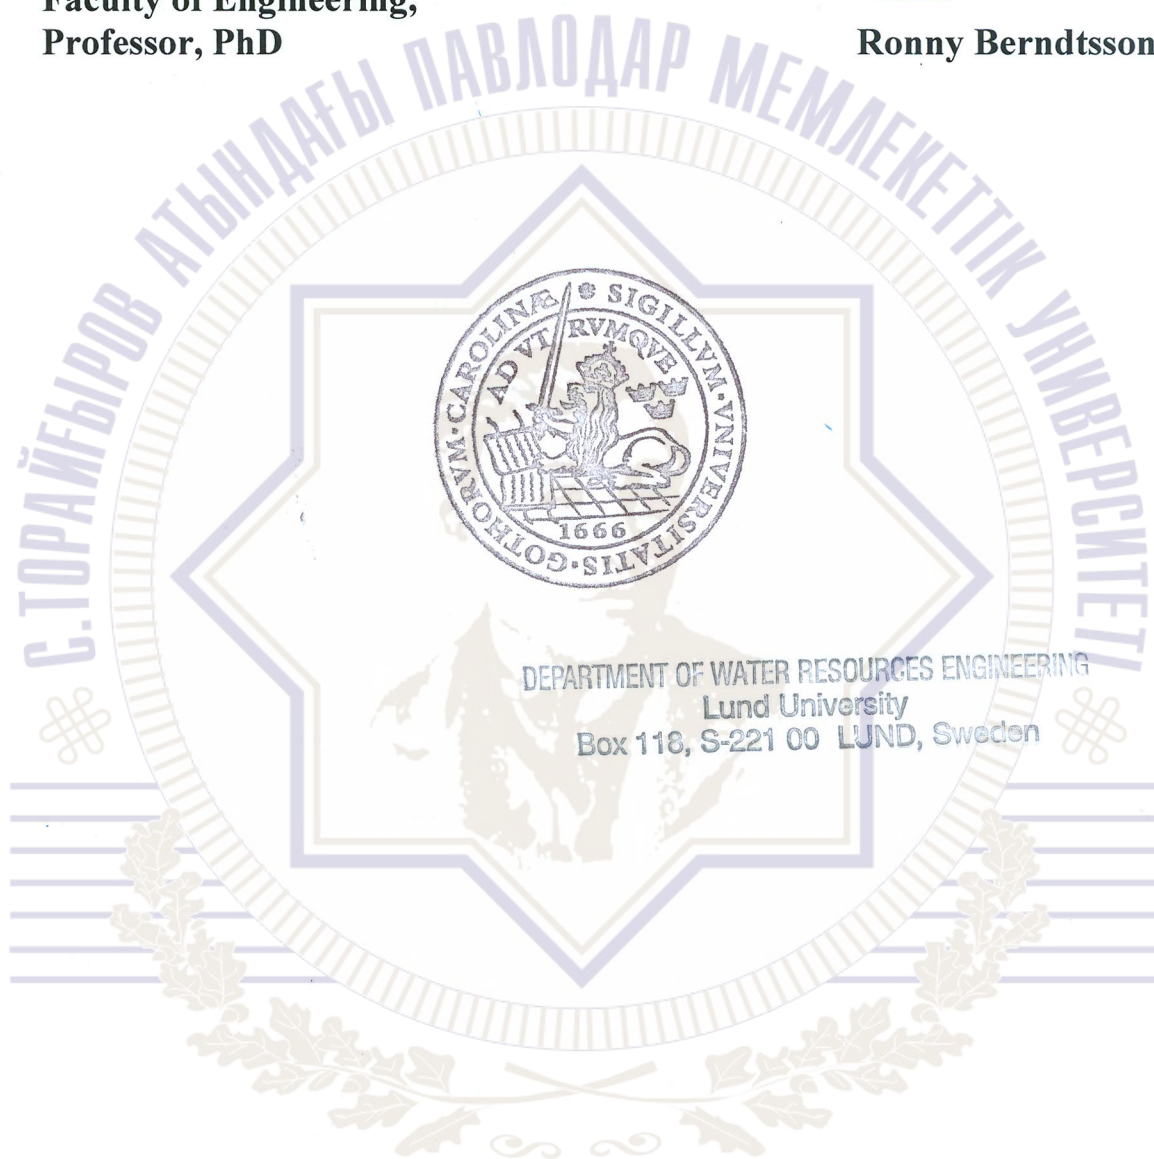 Faculty of Engineering,
Professor, PhD
Ronny Berndtsson
С.ТОРАЙҒЫРОВ АТЫНДАҒЫ ПАВЛОДАР МЕМЛЕКЕТТІК УНИВЕРСИТЕТІ
SIGILLVM·VNIVERSITATIS·GOTHORVM·CAROLINÆ
AD VTRVMQVE
1666
DEPARTMENT OF WATER RESOURCES ENGINEERING
Lund University
Box 118, S-221 00 LUND, Sweden